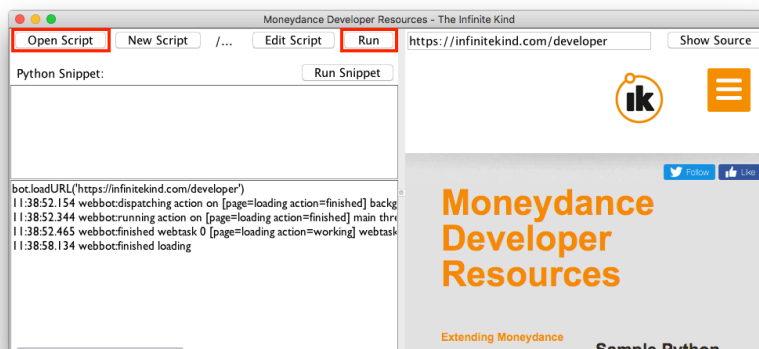 Moneydance Developer Resources - The Infinite Kind
Open Script New Script /... Edit Script Run https://infinitekind.com/developer Show Source
Python Snippet: Run Snippet
ik
Follow Like
bot.loadURL('https://infinitekind.com/developer')
11:38:52.154 webbot:dispatching action on [page=loading action=finished] backg
11:38:52.344 webbot:running action on [page=loading action=finished] main thre
11:38:52.465 webbot:finished webtask 0 [page=loading action=working] webtask
11:38:58.134 webbot:finished loading
Moneydance
Developer
Resources
Extending Moneydance
Sample Python